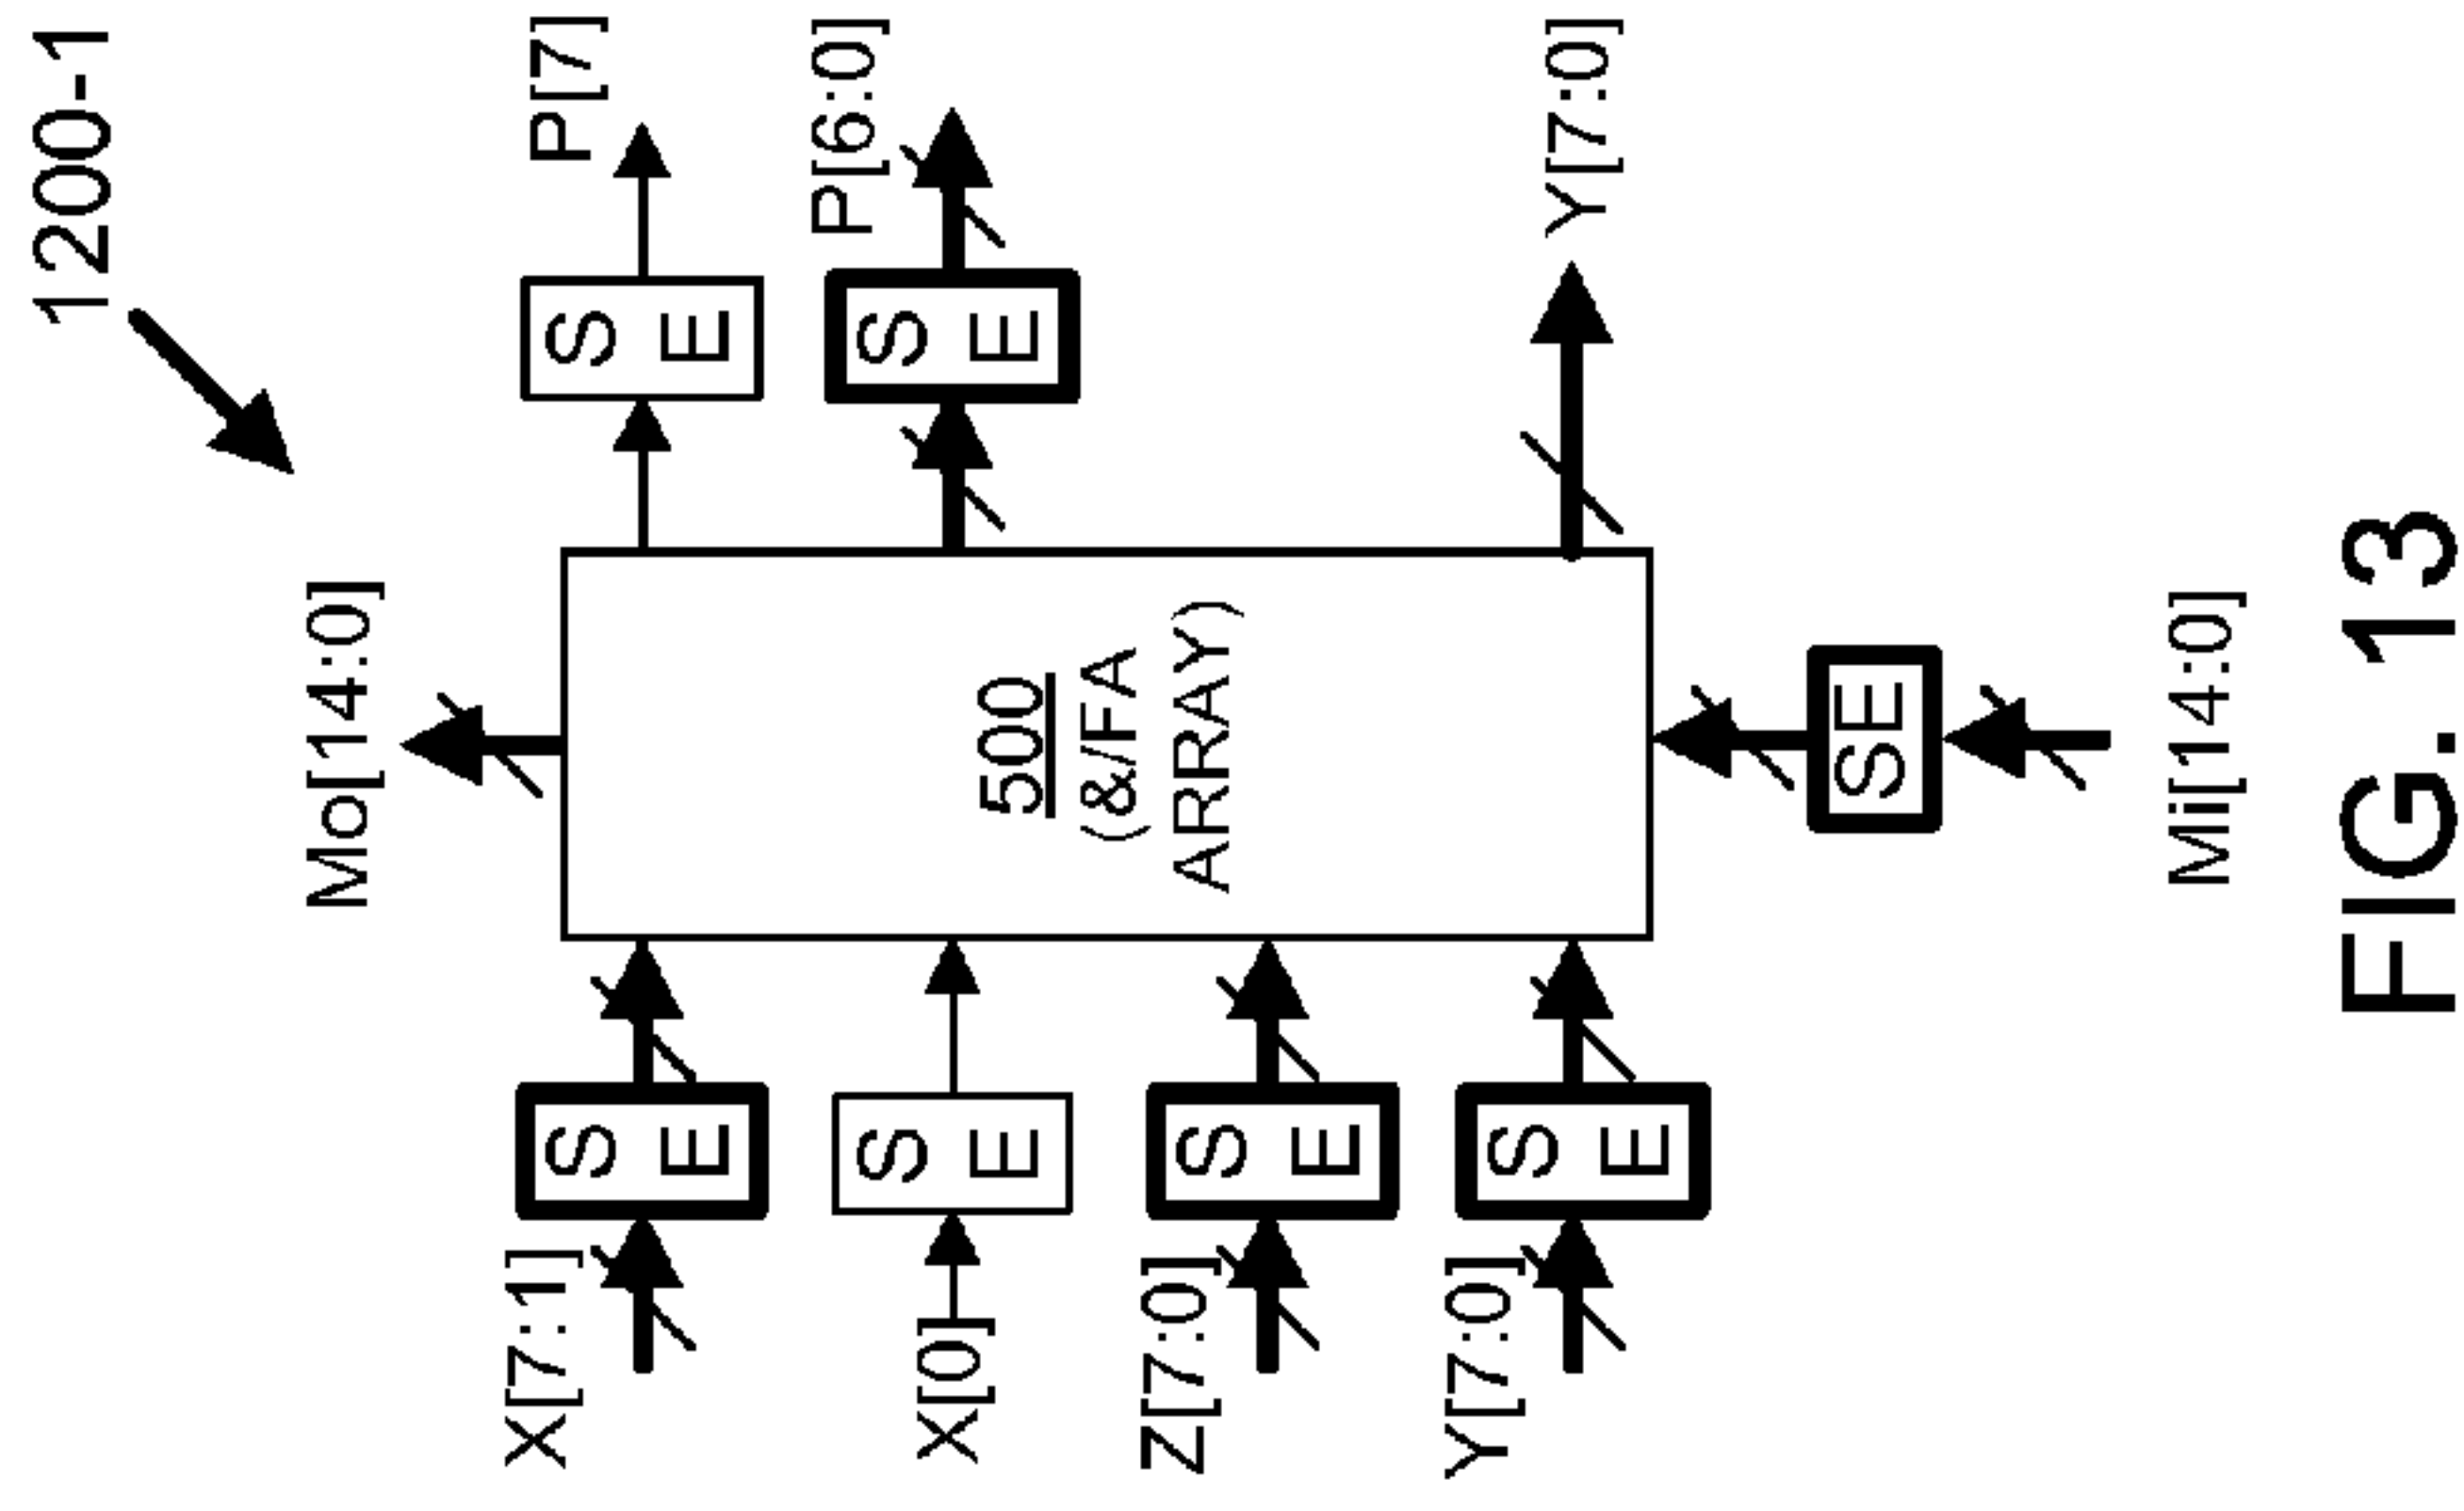 1200-1
Mo[14:0]
X[7:1]
S E
S E
P[7]
X[0]
S E
500
(&/FA
ARRAY)
S E
P[6:0]
Z[7:0]
S E
Y[7:0]
S E
Y[7:0]
SE
Mi[14:0]
FIG. 13